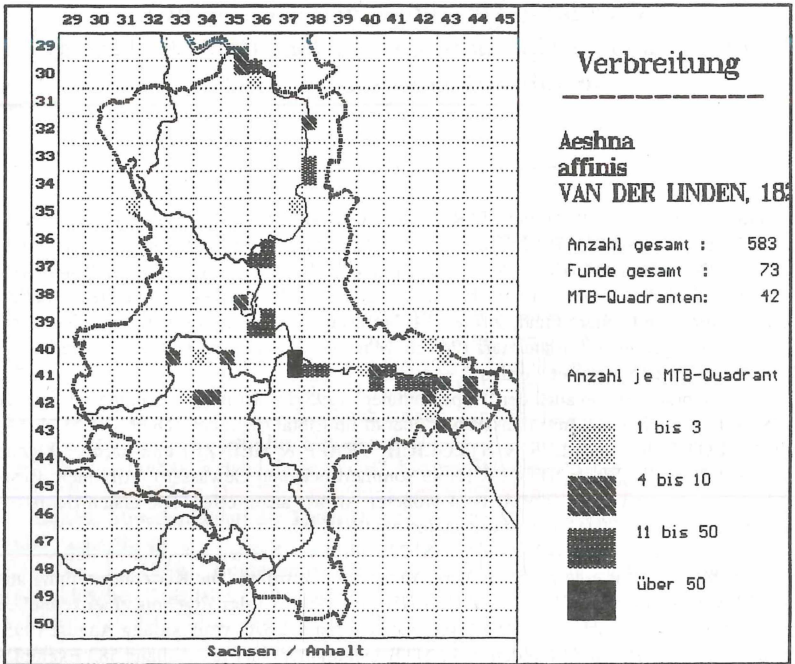 29 30 31 32 33 34 35 36 37 38 39 40 41 42 43 44 45
29
30
31
32
33
34
35
36
37
38
39
40
41
42
43
44
45
46
47
48
49
50
Sachsen / Anhalt
Verbreitung
Aeshna
affinis
VAN DER LINDEN, 182
Anzahl gesamt : 583
Funde gesamt : 73
MTB-Quadranten: 42
Anzahl je MTB-Quadrant
1 bis 3
4 bis 10
11 bis 50
über 50